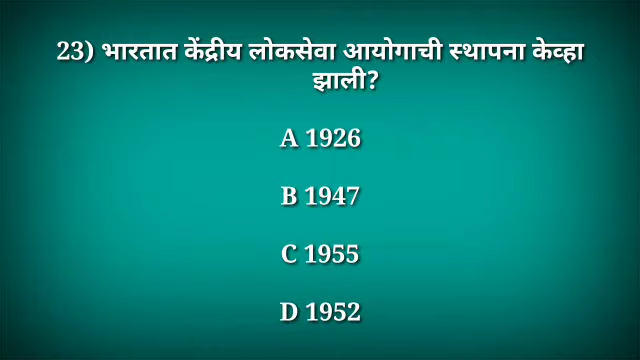 23) भारतात केंद्रीय लोकसेवा आयोगाची स्थापना केव्हा
झाली?
A 1926
B 1947
C 1955
D 1952